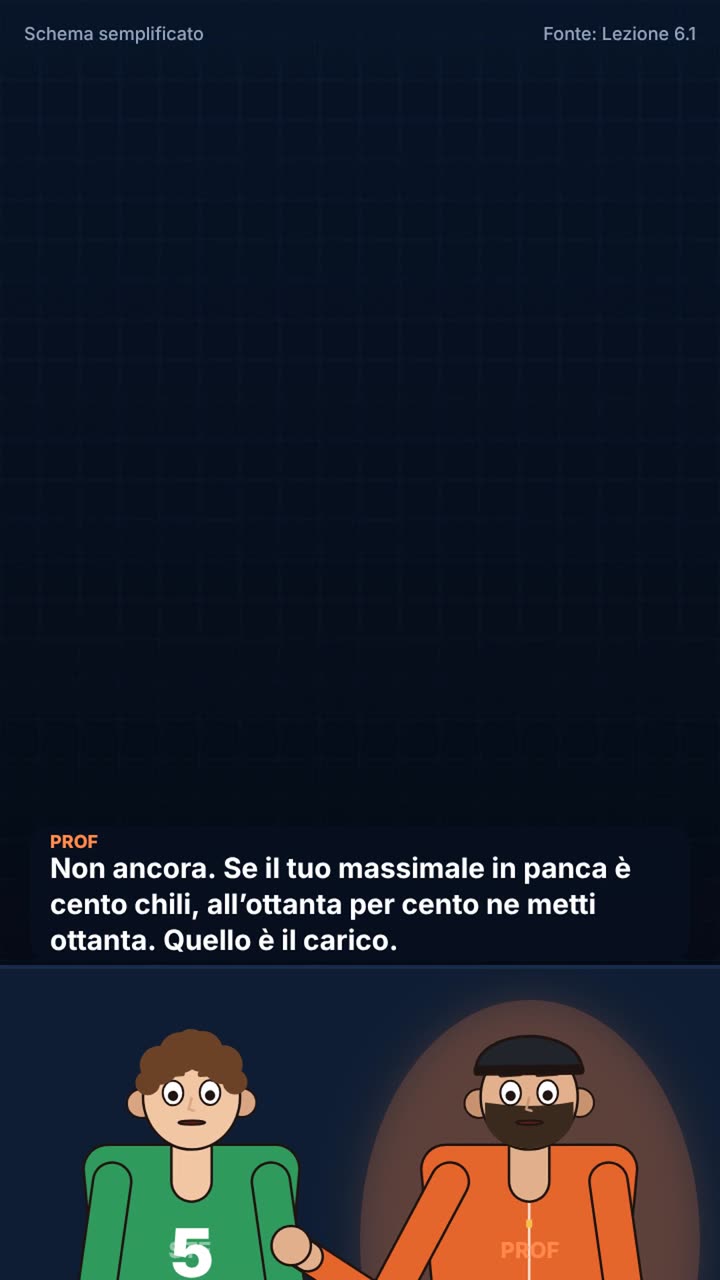 Schema semplificato
Fonte: Lezione 6.1
PROF
Non ancora. Se il tuo massimale in panca è
cento chili, all’ottanta per cento ne metti
ottanta. Quello è il carico.
5
PROF